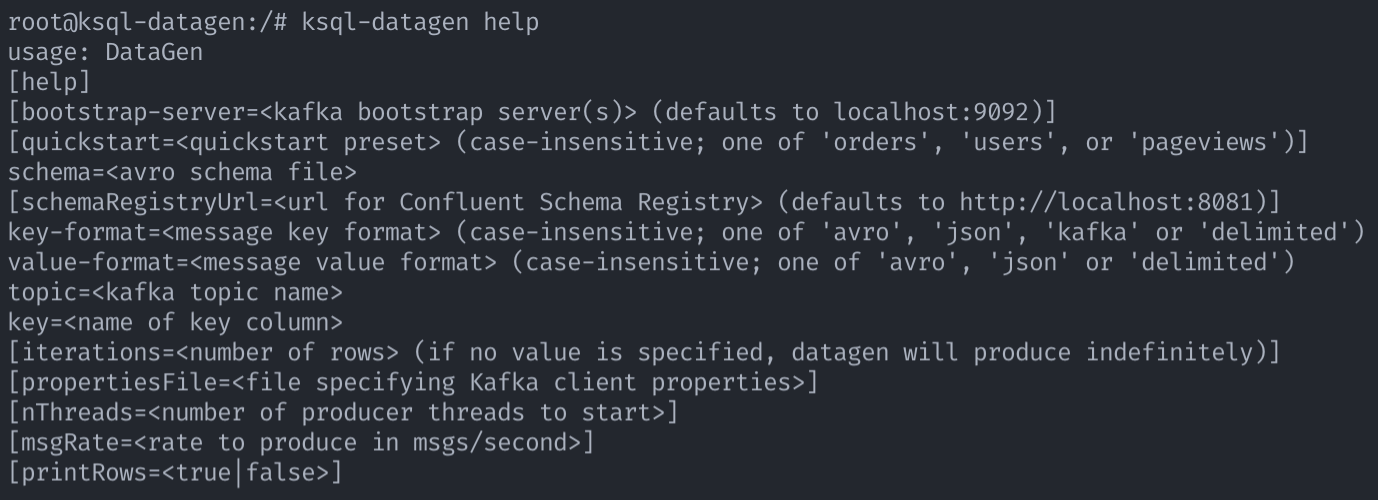 root@ksql-datagen:/# ksql-datagen help
usage: DataGen
[help]
[bootstrap-server=<kafka bootstrap server(s)> (defaults to localhost:9092)]
[quickstart=<quickstart preset> (case-insensitive; one of 'orders', 'users', or 'pageviews')]
schema=<avro schema file>
[schemaRegistryUrl=<url for Confluent Schema Registry> (defaults to http://localhost:8081)]
key-format=<message key format> (case-insensitive; one of 'avro', 'json', 'kafka' or 'delimited')
value-format=<message value format> (case-insensitive; one of 'avro', 'json' or 'delimited')
topic=<kafka topic name>
key=<name of key column>
[iterations=<number of rows> (if no value is specified, datagen will produce indefinitely)]
[propertiesFile=<file specifying Kafka client properties>]
[nThreads=<number of producer threads to start>]
[msgRate=<rate to produce in msgs/second>]
[printRows=<true|false>]